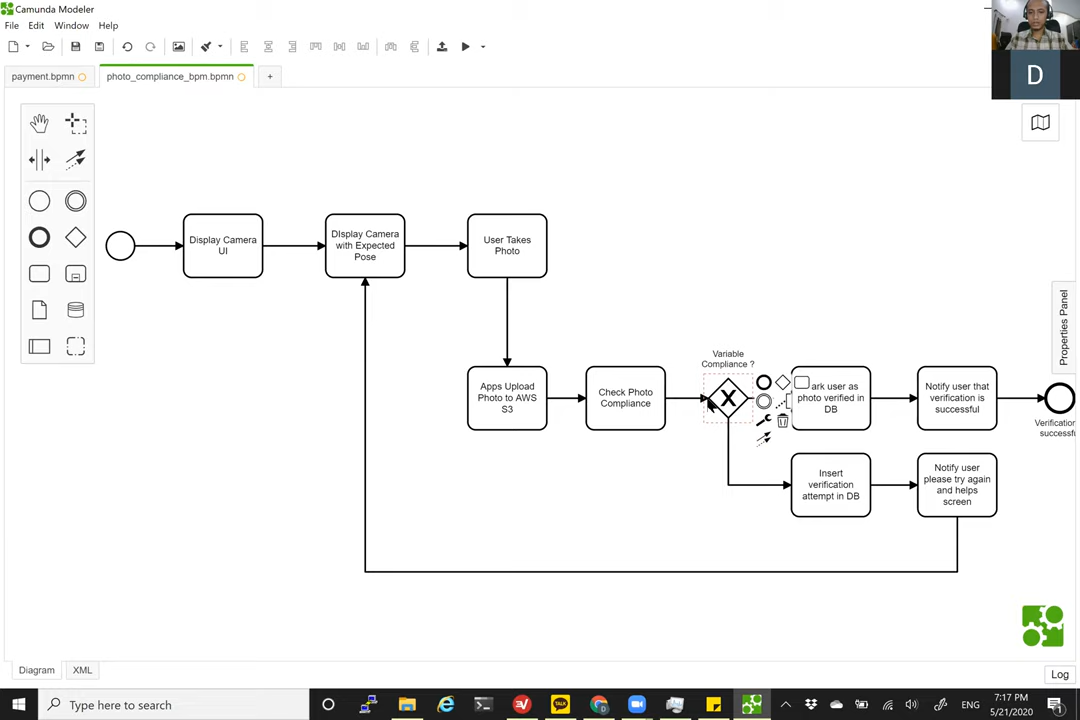 Camunda Modeler
File Edit Window Help
D
payment.bpmn photo_compliance_bpm.bpmn +
Display Camera
UI
DIsplay Camera
with Expected
Pose
User Takes
Photo
Properties Panel
Variable
Compliance ?
Apps Upload
Photo to AWS
S3
Check Photo
Compliance
X
ark user as
photo verified in
DB
Notify user that
verification is
successful
Verification
successfu
Insert
verification
attempt in DB
Notify user
please try again
and helps
screen
Diagram XML
Log
Type here to search
TALK
ENG
7:17 PM
5/21/2020
1